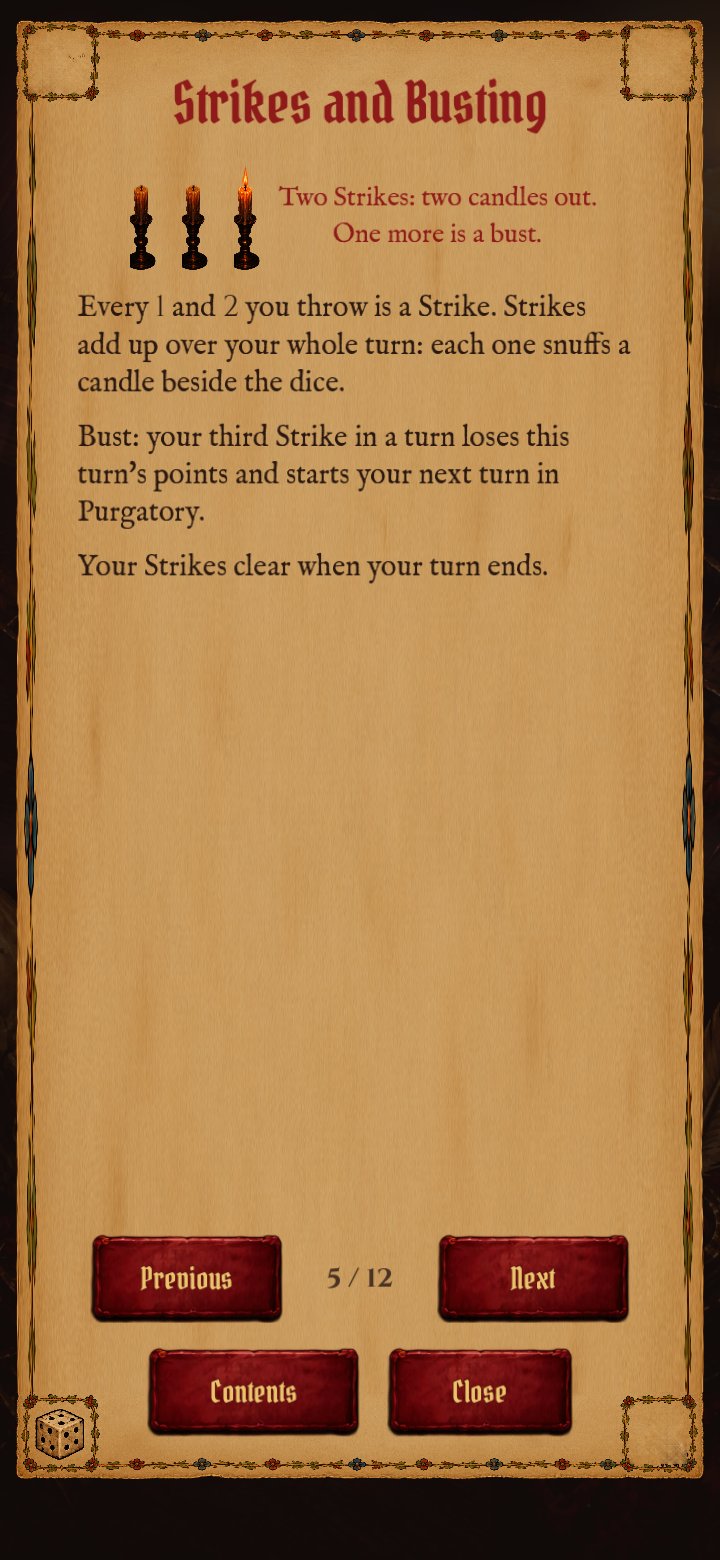 Strikes and Busting
Two Strikes: two candles out.
One more is a bust.
Every 1 and 2 you throw is a Strike. Strikes
add up over your whole turn: each one snuffs a
candle beside the dice.
Bust: your third Strike in a turn loses this
turn's points and starts your next turn in
Purgatory.
Your Strikes clear when your turn ends.
Previous
5 / 12
Next
Contents
Close